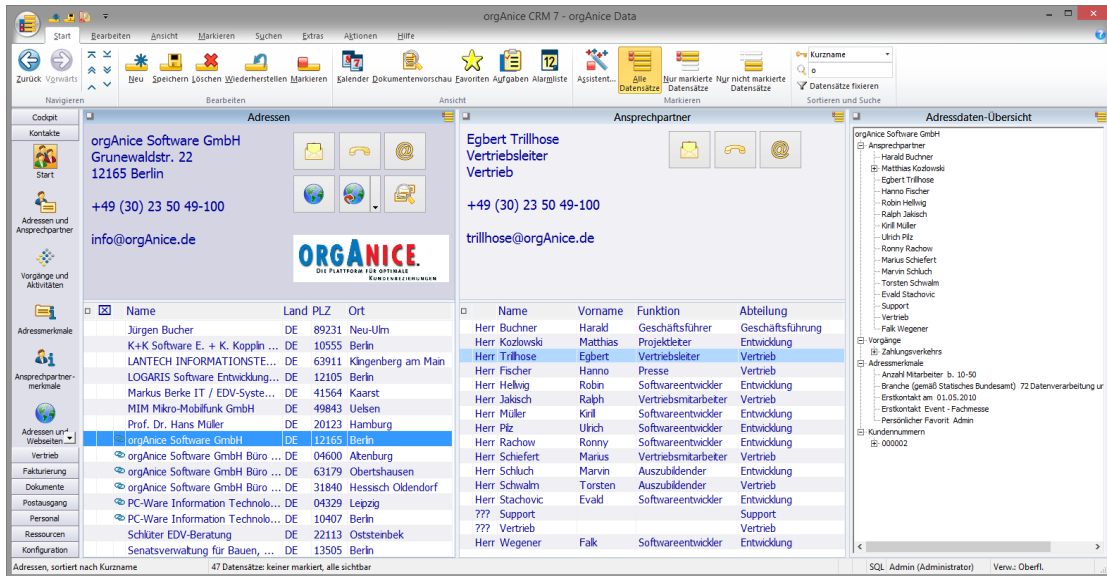 orgAnice CRM 7 - orgAnice Data
Start Bearbeiten Ansicht Markieren Suchen Extras Aktionen Hilfe
Zurück Vorwärts Neu Speichern Löschen Wiederherstellen Markieren Kalender Dokumentenvorschau Favoriten Aufgaben Alarmliste Assistent... Alle Datensätze Nur markierte Datensätze Nur nicht markierte Datensätze
Kurzname
o
Datensätze fixieren
Navigieren Bearbeiten Ansicht Markieren Sortieren und Suche
Cockpit
Kontakte
Start
Adressen und
Ansprechpartner
Vorgänge und
Aktivitäten
Adressmerkmale
Ansprechpartner-
merkmale
Adressen und
Webseiten
Vertrieb
Fakturierung
Dokumente
Postausgang
Personal
Ressourcen
Konfiguration
Adressen
orgAnice Software GmbH
Grunewaldstr. 22
12165 Berlin
+49 (30) 23 50 49-100
info@orgAnice.de
ORGANICE.
DIE PLATTFORM FÜR OPTIMALE
KUNDENBEZIEHUNGEN
Name Land PLZ Ort
Jürgen Bucher DE 89231 Neu-Ulm
K+K Software E. + K. Kopplin ... DE 10555 Berlin
LANTECH INFORMATIONSTE... DE 63911 Klingenberg am Main
LOGARIS Software Entwicklung... DE 12105 Berlin
Markus Berke IT / EDV-Syste... DE 41564 Kaarst
MIM Mikro-Mobilfunk GmbH DE 49843 Uelsen
Prof. Dr. Hans Müller DE 20123 Hamburg
orgAnice Software GmbH DE 12165 Berlin
orgAnice Software GmbH Büro ... DE 04600 Altenburg
orgAnice Software GmbH Büro ... DE 63179 Obertshausen
orgAnice Software GmbH Büro ... DE 31840 Hessisch Oldendorf
PC-Ware Information Technolo... DE 04329 Leipzig
PC-Ware Information Technolo... DE 10407 Berlin
Schlüter EDV-Beratung DE 22113 Oststeinbek
Senatsverwaltung für Bauen, ... DE 13505 Berlin
Ansprechpartner
Egbert Trillhose
Vertriebsleiter
Vertrieb
+49 (30) 23 50 49-100
trillhose@orgAnice.de
Name Vorname Funktion Abteilung
Herr Buchner Harald Geschäftsführer Geschäftsführung
Herr Kozlowski Matthias Projektleiter Entwicklung
Herr Trillhose Egbert Vertriebsleiter Vertrieb
Herr Fischer Hanno Presse Vertrieb
Herr Hellwig Robin Softwareentwickler Entwicklung
Herr Jakisch Ralph Vertriebsmitarbeiter Vertrieb
Herr Müller Kirill Softwareentwickler Entwicklung
Herr Pilz Ulrich Softwareentwickler Entwicklung
Herr Rachow Ronny Softwareentwickler Entwicklung
Herr Schiefert Marius Vertriebsmitarbeiter Vertrieb
Herr Schluch Marvin Auszubildender Entwicklung
Herr Schwalm Torsten Auszubildender Vertrieb
Herr Stachovic Evald Softwareentwickler Entwicklung
??? Support Support
??? Vertrieb Vertrieb
Herr Wegener Falk Softwareentwickler Entwicklung
Adressdaten-Übersicht
orgAnice Software GmbH
Ansprechpartner
Harald Buchner
Matthias Kozlowski
Egbert Trillhose
Hanno Fischer
Robin Hellwig
Ralph Jakisch
Kirill Müller
Ulrich Pilz
Ronny Rachow
Marius Schiefert
Marvin Schluch
Torsten Schwalm
Evald Stachovic
Support
Vertrieb
Falk Wegener
Vorgänge
Zahlungsverkehrs
Adressmerkmale
Anzahl Mitarbeiter b. 10-50
Branche (gemäß Statisches Bundesamt) 72 Datenverarbeitung ur
Erstkontakt am 01.05.2010
Erstkontakt Event - Fachmesse
Persönlicher Favorit Admin
Kundennummern
000002
Adressen, sortiert nach Kurzname 47 Datensätze: keiner markiert, alle sichtbar SQL Admin (Administrator) Verw.: Oberfl.